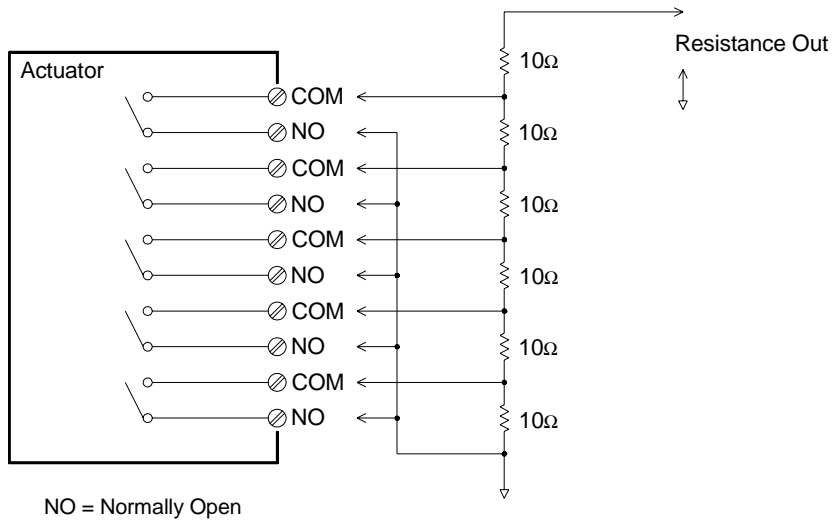 Resistance Out
10Ω
Actuator
COM
NO
10Ω
COM
NO
10Ω
COM
NO
10Ω
COM
NO
10Ω
COM
NO
10Ω
NO = Normally Open